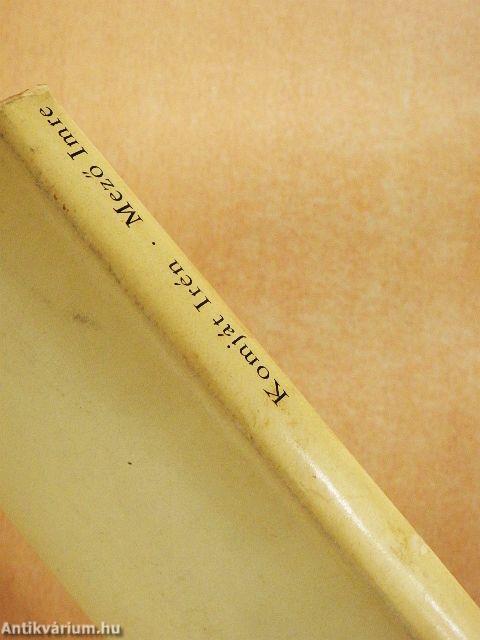 Komját Irén · Mező Imre
Antikvárium.hu